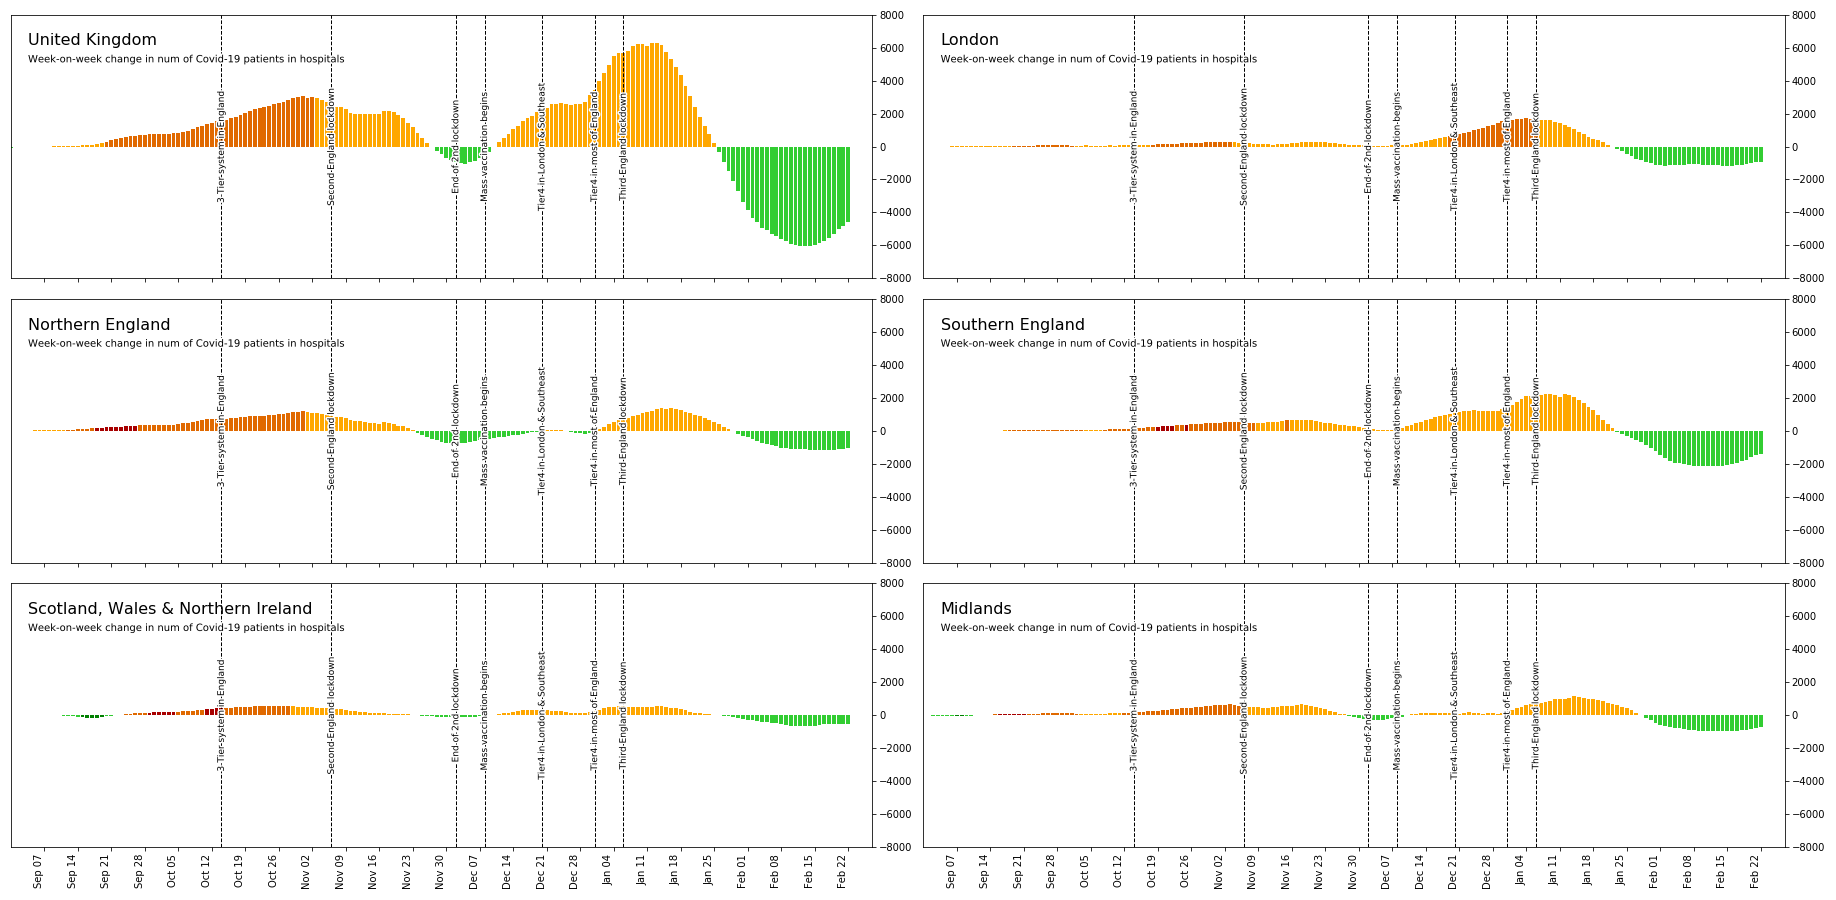 United Kingdom
Week-on-week change in num of Covid-19 patients in hospitals
3-Tier-system-in-England
Second-England-lockdown
End-of-2nd-lockdown
Mass-vaccination-begins
Tier4-in-London-&-Southeast
Tier4-in-most-of-England
Third-England-lockdown
8000
6000
4000
2000
0
−2000
−4000
−6000
−8000
London
Week-on-week change in num of Covid-19 patients in hospitals
3-Tier-system-in-England
Second-England-lockdown
End-of-2nd-lockdown
Mass-vaccination-begins
Tier4-in-London-&-Southeast
Tier4-in-most-of-England
Third-England-lockdown
8000
6000
4000
2000
0
−2000
−4000
−6000
−8000
Northern England
Week-on-week change in num of Covid-19 patients in hospitals
3-Tier-system-in-England
Second-England-lockdown
End-of-2nd-lockdown
Mass-vaccination-begins
Tier4-in-London-&-Southeast
Tier4-in-most-of-England
Third-England-lockdown
8000
6000
4000
2000
0
−2000
−4000
−6000
−8000
Southern England
Week-on-week change in num of Covid-19 patients in hospitals
3-Tier-system-in-England
Second-England-lockdown
End-of-2nd-lockdown
Mass-vaccination-begins
Tier4-in-London-&-Southeast
Tier4-in-most-of-England
Third-England-lockdown
8000
6000
4000
2000
0
−2000
−4000
−6000
−8000
Scotland, Wales & Northern Ireland
Week-on-week change in num of Covid-19 patients in hospitals
3-Tier-system-in-England
Second-England-lockdown
End-of-2nd-lockdown
Mass-vaccination-begins
Tier4-in-London-&-Southeast
Tier4-in-most-of-England
Third-England-lockdown
8000
6000
4000
2000
0
−2000
−4000
−6000
−8000
Sep 07
Sep 14
Sep 21
Sep 28
Oct 05
Oct 12
Oct 19
Oct 26
Nov 02
Nov 09
Nov 16
Nov 23
Nov 30
Dec 07
Dec 14
Dec 21
Dec 28
Jan 04
Jan 11
Jan 18
Jan 25
Feb 01
Feb 08
Feb 15
Feb 22
Midlands
Week-on-week change in num of Covid-19 patients in hospitals
3-Tier-system-in-England
Second-England-lockdown
End-of-2nd-lockdown
Mass-vaccination-begins
Tier4-in-London-&-Southeast
Tier4-in-most-of-England
Third-England-lockdown
8000
6000
4000
2000
0
−2000
−4000
−6000
−8000
Sep 07
Sep 14
Sep 21
Sep 28
Oct 05
Oct 12
Oct 19
Oct 26
Nov 02
Nov 09
Nov 16
Nov 23
Nov 30
Dec 07
Dec 14
Dec 21
Dec 28
Jan 04
Jan 11
Jan 18
Jan 25
Feb 01
Feb 08
Feb 15
Feb 22